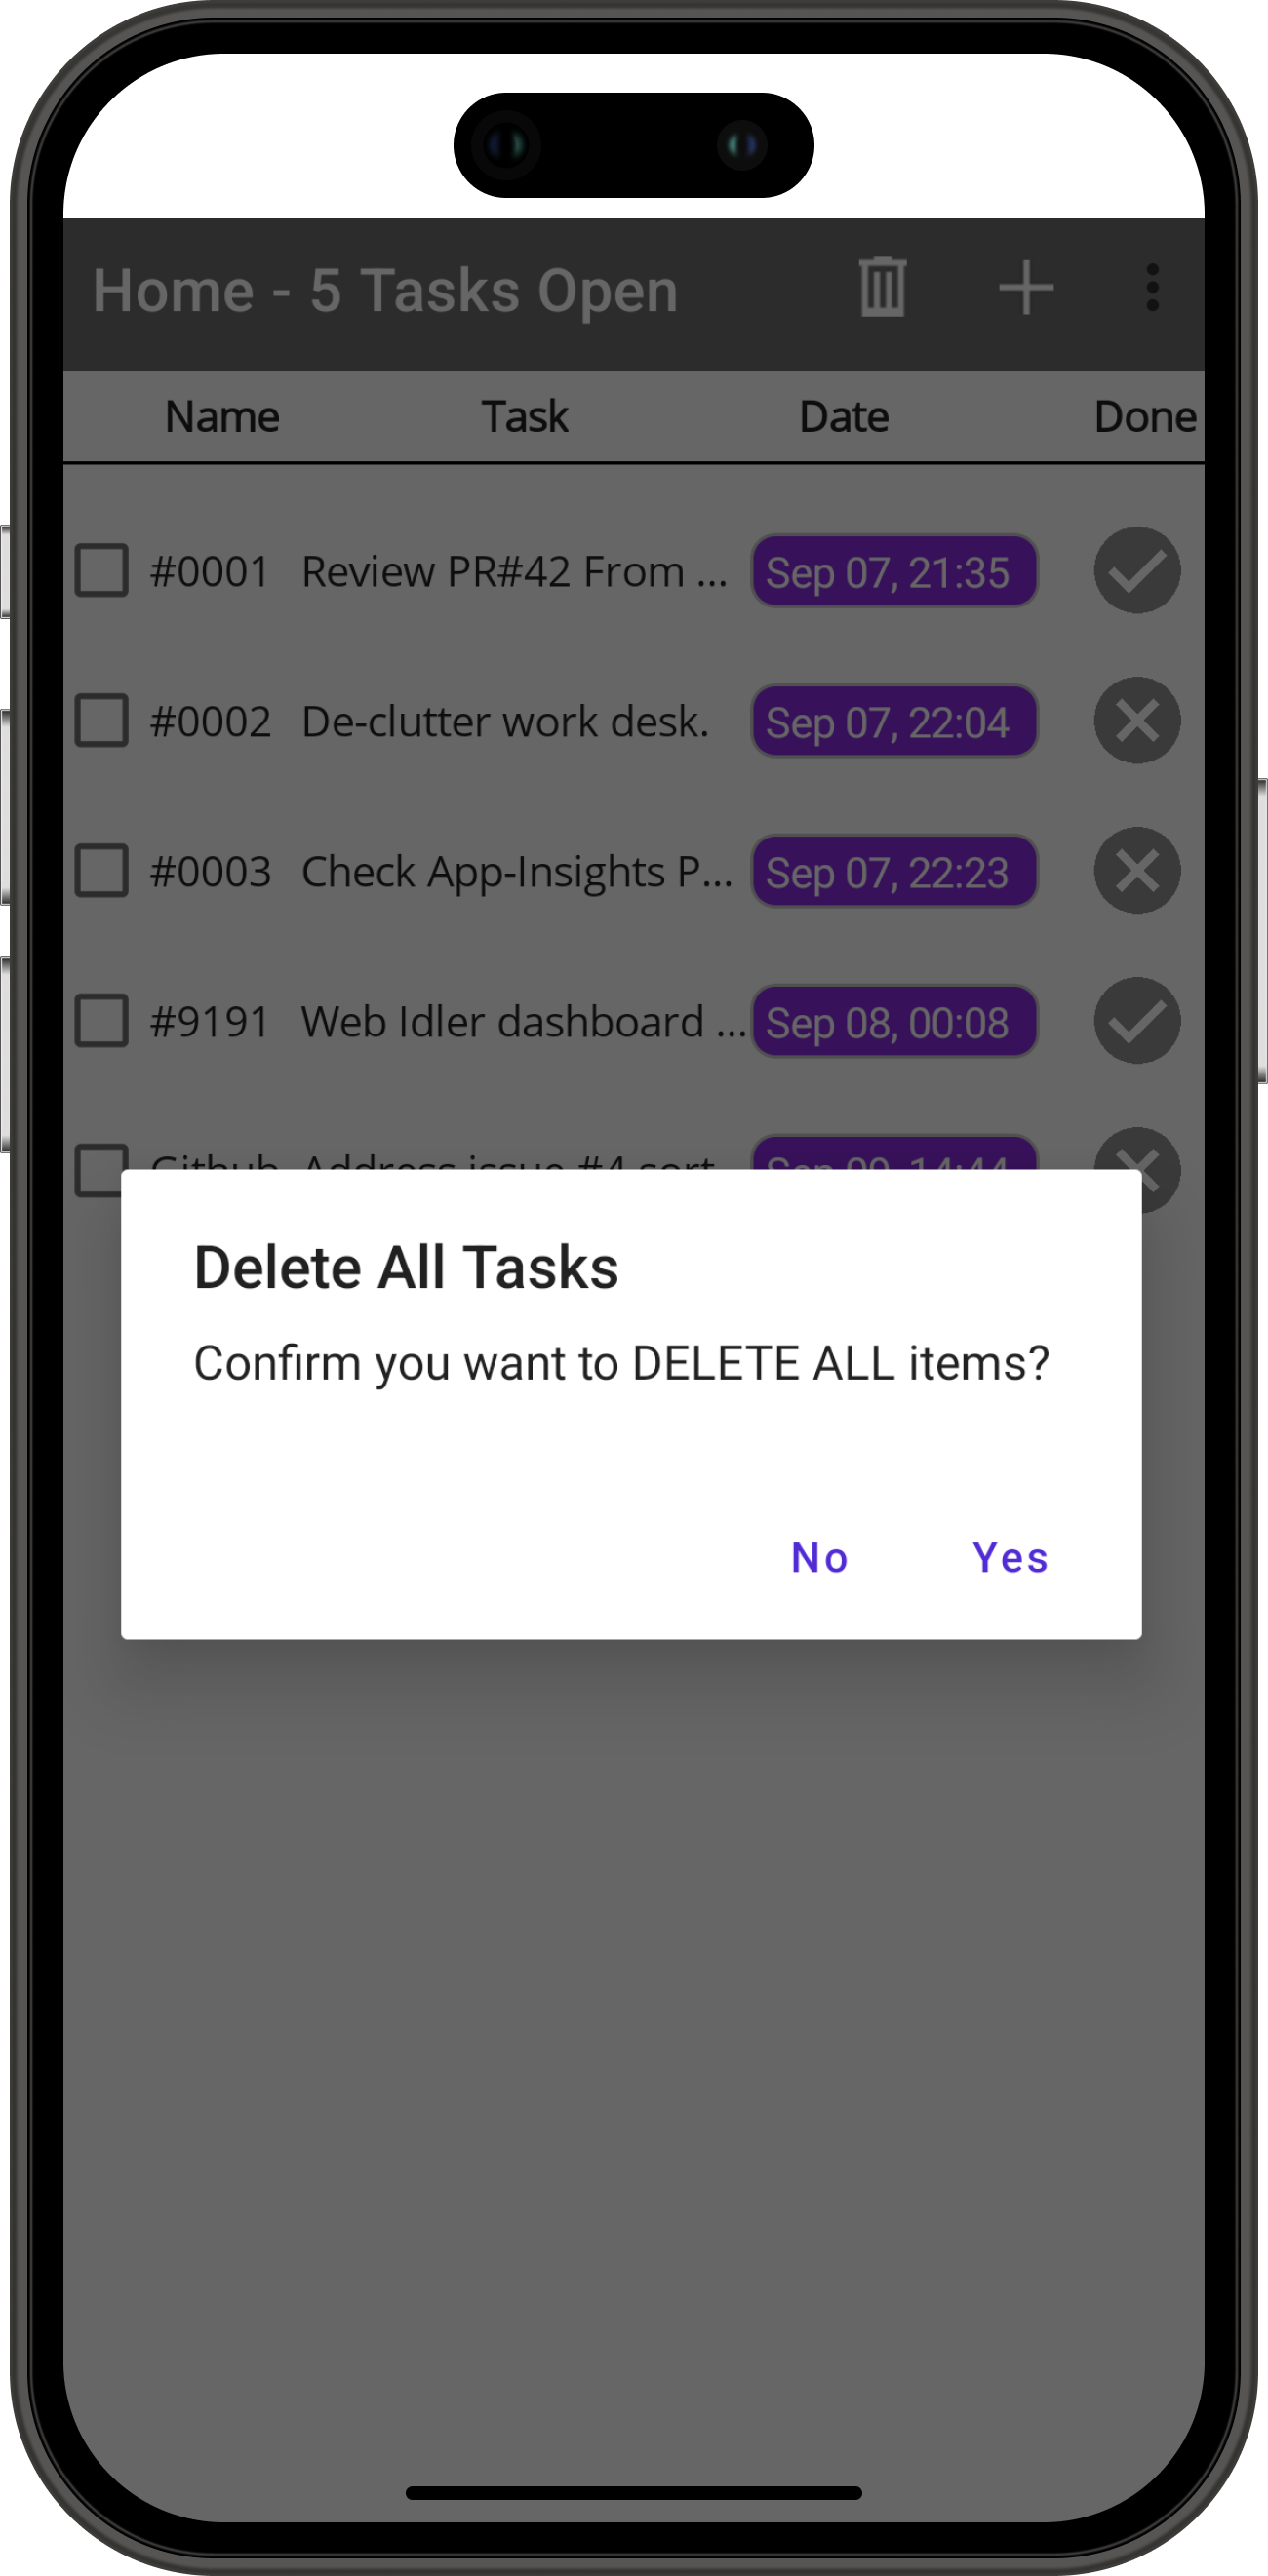 Home - 5 Tasks Open
Name Task Date Done
#0001 Review PR#42 From ... Sep 07, 21:35
#0002 De-clutter work desk. Sep 07, 22:04
#0003 Check App-Insights P... Sep 07, 22:23
#9191 Web Idler dashboard ... Sep 08, 00:08
Github Address issue #4 sort
Delete All Tasks
Confirm you want to DELETE ALL items?
No Yes